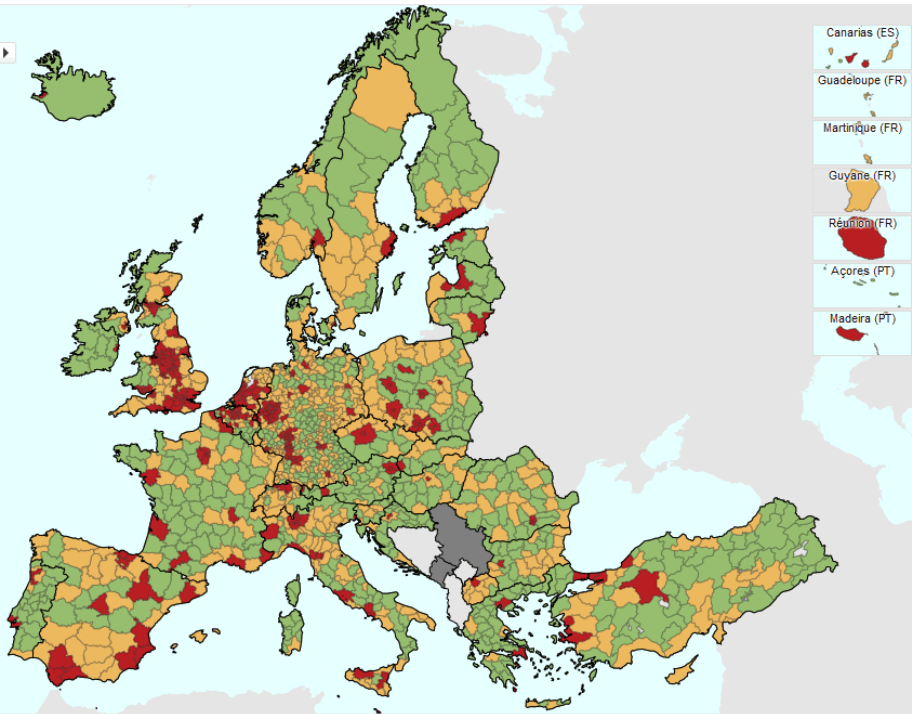 Canarias (ES)
Guadeloupe (FR)
Martinique (FR)
Guyane (FR)
Réunion (FR)
Açores (PT)
Madeira (PT)